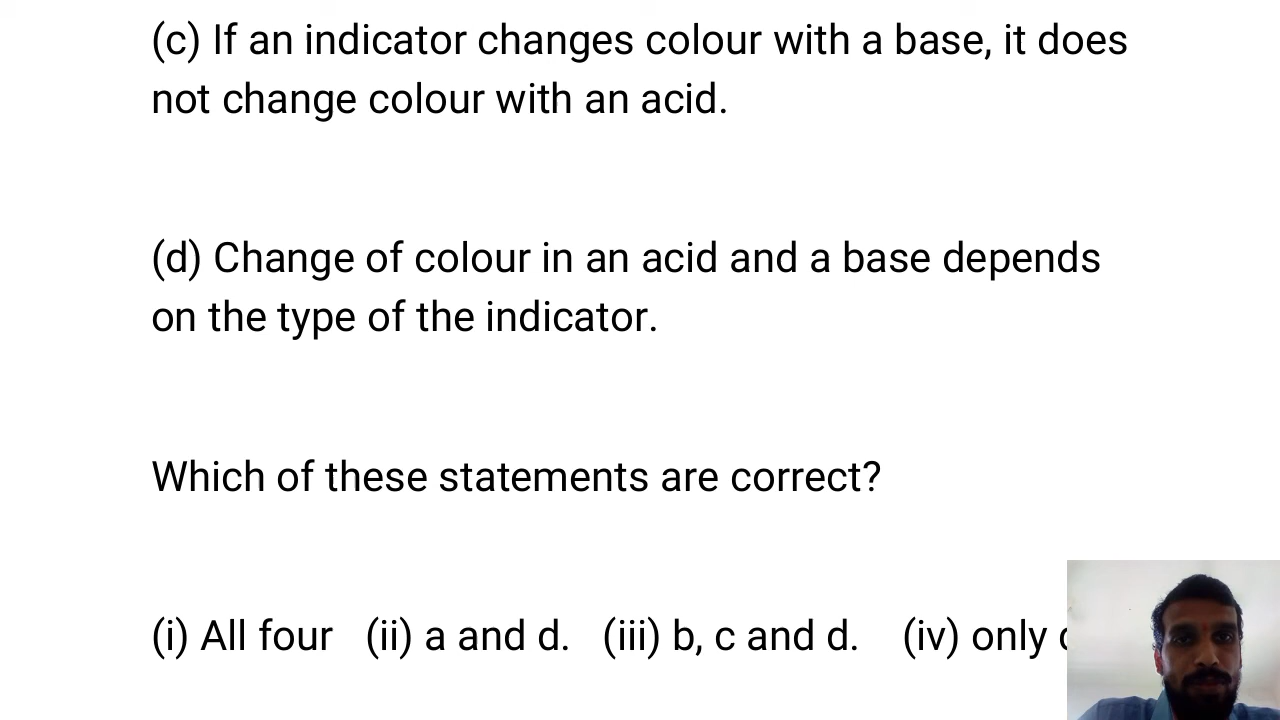 (c) If an indicator changes colour with a base, it does
not change colour with an acid.
(d) Change of colour in an acid and a base depends
on the type of the indicator.
Which of these statements are correct?
(i) All four (ii) a and d. (iii) b, c and d. (iv) only